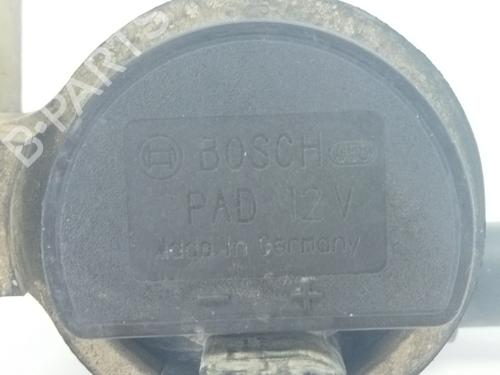 B-PARTS
BOSCH
PAD 12 V
Made in Germany
- +